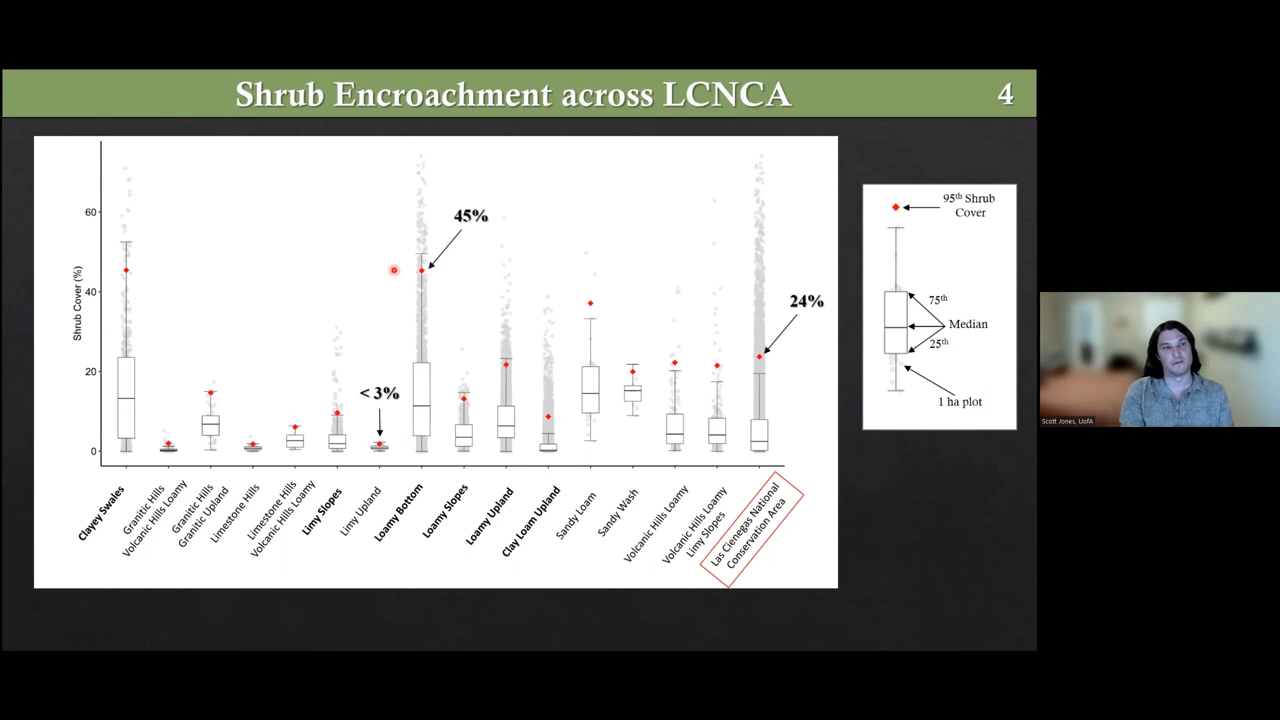 Shrub Encroachment across LCNCA
4
60
40
20
0
Shrub Cover (%)
45%
< 3%
24%
Clayey Swales
Granitic Hills
Volcanic Hills Loamy
Granitic Hills
Granitic Upland
Limestone Hills
Limestone Hills
Volcanic Hills Loamy
Limy Slopes
Limy Upland
Loamy Bottom
Loamy Slopes
Loamy Upland
Clay Loam Upland
Sandy Loam
Sandy Wash
Volcanic Hills Loamy
Volcanic Hills Loamy
Limy Slopes
Las Cienegas National
Conservation Area
95th Shrub
Cover
75th
Median
25th
1 ha plot
Scott Jones, UofA